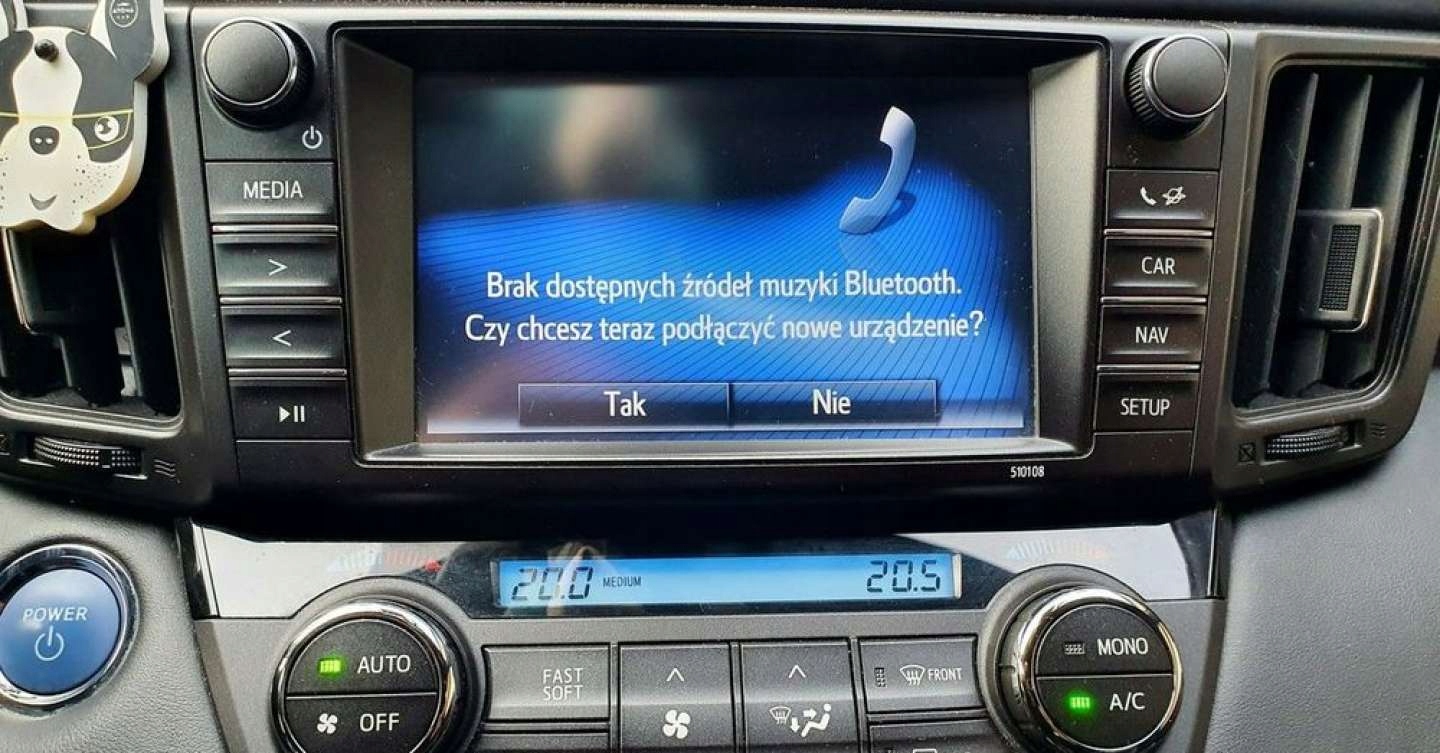 MEDIA
>
<
CAR
NAV
SETUP
Brak dostępnych źródeł muzyki Bluetooth.
Czy chcesz teraz podłączyć nowe urządzenie?
Tak Nie
510108
POWER
20.0 MEDIUM 20.5
AUTO
OFF
FAST
SOFT
FRONT
MONO
A/C